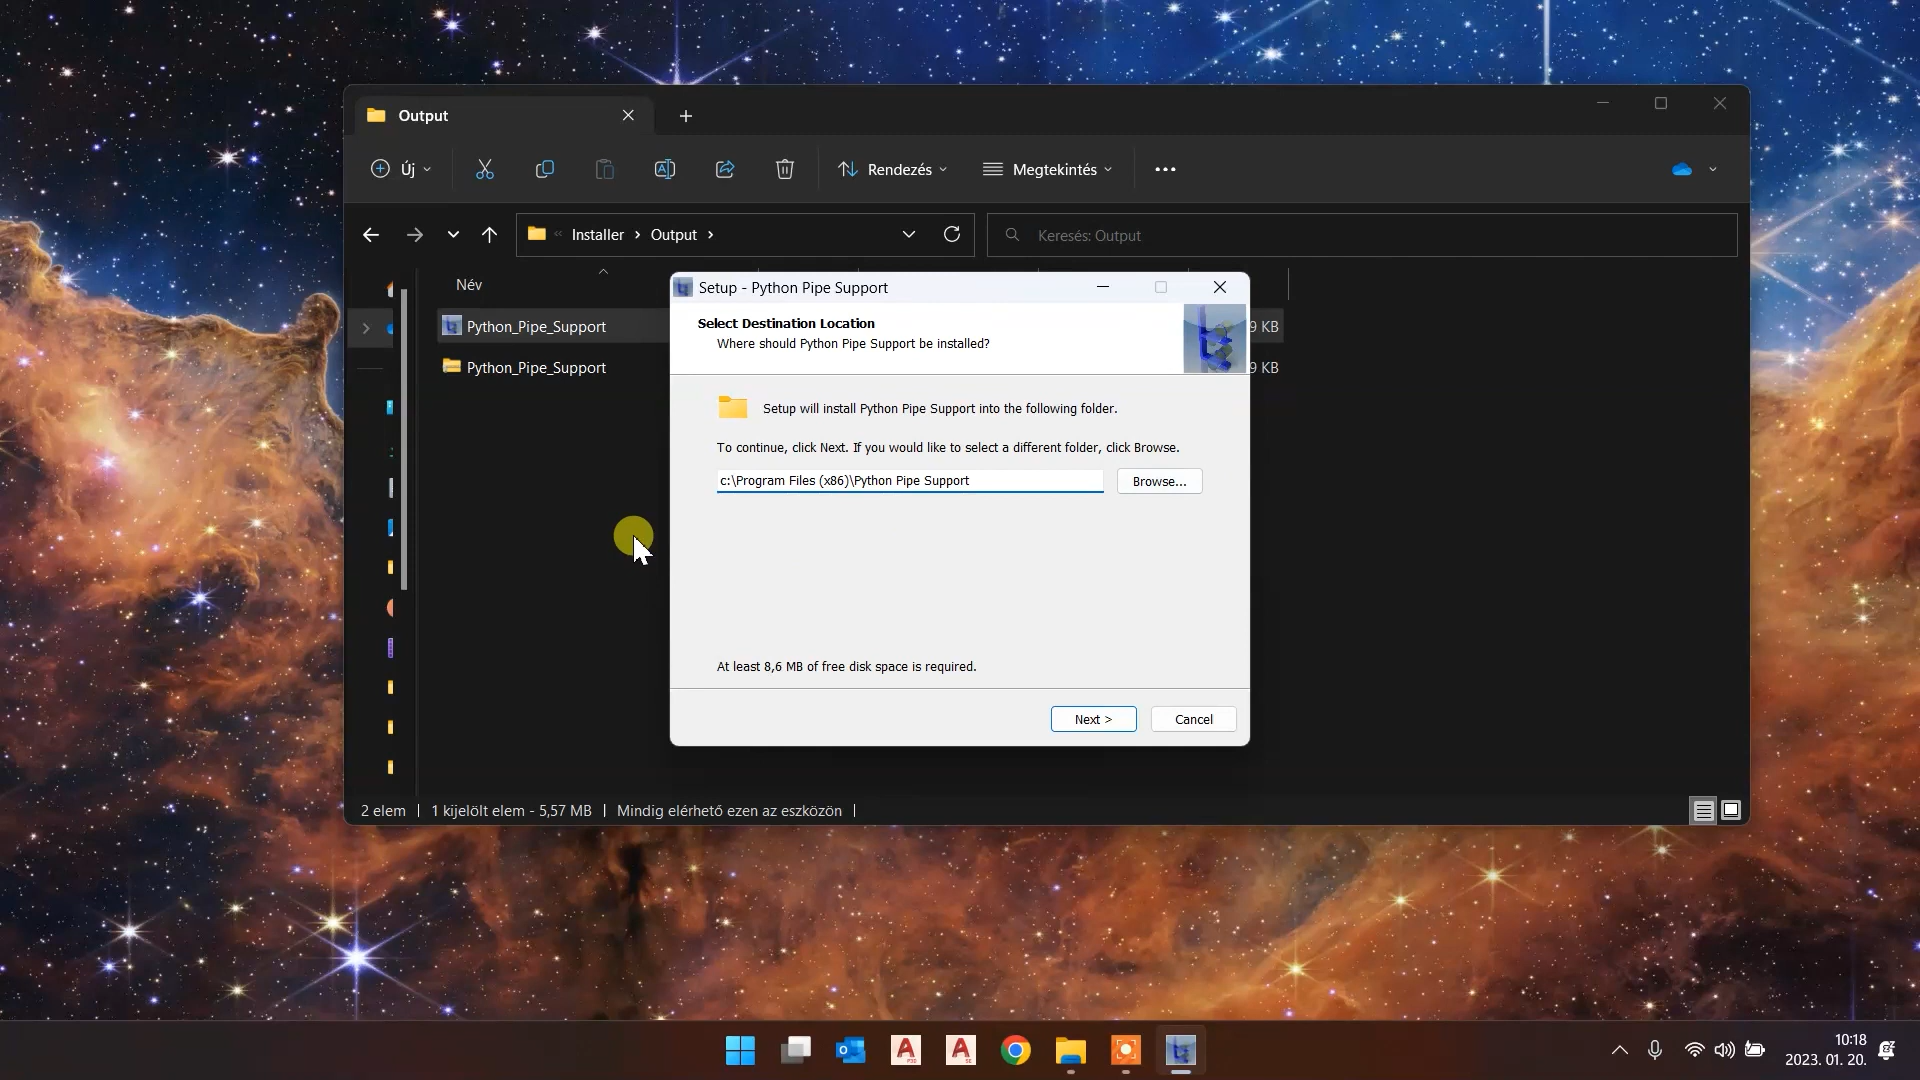 Output
Új
Rendezés
Megtekintés
Installer
Output
Keresés: Output
Név
Python_Pipe_Support
9 KB
Python_Pipe_Support
9 KB
Setup - Python Pipe Support
Select Destination Location
Where should Python Pipe Support be installed?
Setup will install Python Pipe Support into the following folder.
To continue, click Next. If you would like to select a different folder, click Browse.
c:\Program Files (x86)\Python Pipe Support
Browse...
At least 8,6 MB of free disk space is required.
Next >
Cancel
2 elem
1 kijelölt elem - 5,57 MB
Mindig elérhető ezen az eszközön
10:18
2023. 01. 20.